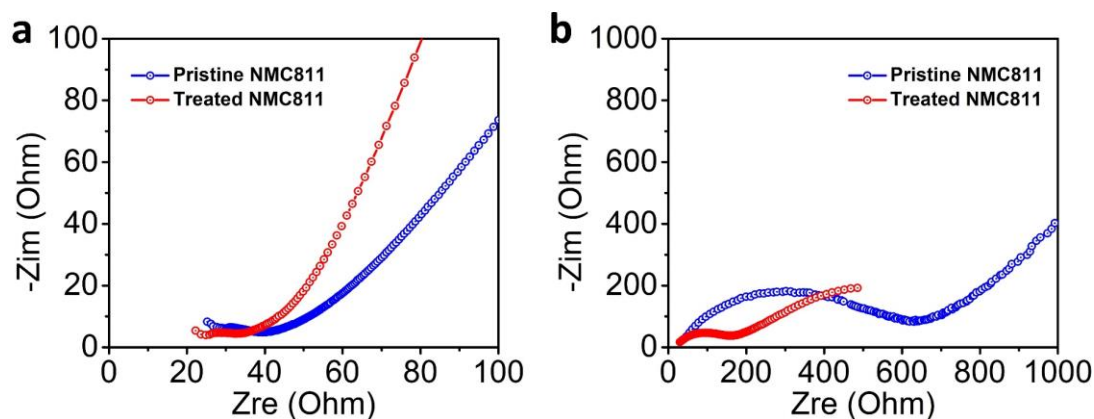 a
100
80
60
40
20
0
-Zim (Ohm)
Pristine NMC811
Treated NMC811
0 20 40 60 80 100
Zre (Ohm)
b
1000
800
600
400
200
0
-Zim (Ohm)
Pristine NMC811
Treated NMC811
0 200 400 600 800 1000
Zre (Ohm)